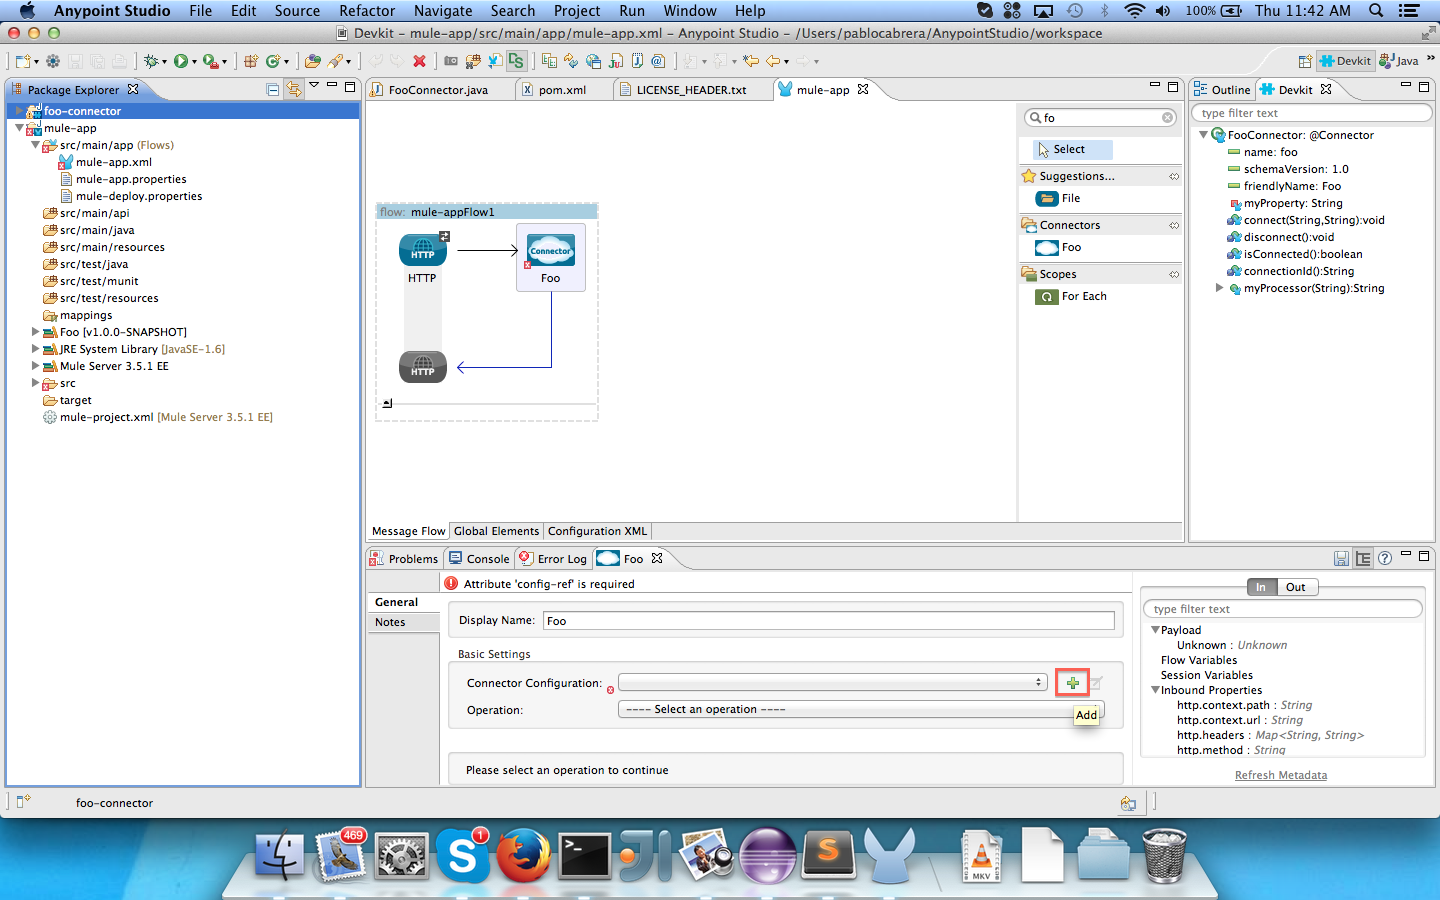 Anypoint Studio File Edit Source Refactor Navigate Search Project Run Window Help 100% Thu 11:42 AM
Devkit - mule-app/src/main/app/mule-app.xml - Anypoint Studio - /Users/pablocabrera/AnypointStudio/workspace
Devkit Java
Package Explorer
foo-connector
mule-app
src/main/app (Flows)
mule-app.xml
mule-app.properties
mule-deploy.properties
src/main/api
src/main/java
src/main/resources
src/test/java
src/test/munit
src/test/resources
mappings
Foo [v1.0.0-SNAPSHOT]
JRE System Library [JavaSE-1.6]
Mule Server 3.5.1 EE
src
target
mule-project.xml [Mule Server 3.5.1 EE]
FooConnector.java pom.xml LICENSE_HEADER.txt mule-app
flow: mule-appFlow1
HTTP
HTTP
Connector
Foo
HTTP
fo
Select
Suggestions...
File
Connectors
Foo
Scopes
For Each
Message Flow Global Elements Configuration XML
Outline Devkit
type filter text
FooConnector: @Connector
name: foo
schemaVersion: 1.0
friendlyName: Foo
myProperty: String
connect(String,String):void
disconnect():void
isConnected():boolean
connectionId():String
myProcessor(String):String
Problems Console Error Log Foo
Attribute 'config-ref' is required
General
Notes
Display Name: Foo
Basic Settings
Connector Configuration:
Operation: ---- Select an operation ----
Add
Please select an operation to continue
In Out
type filter text
Payload
Unknown : Unknown
Flow Variables
Session Variables
Inbound Properties
http.context.path : String
http.context.url : String
http.headers : Map<String, String>
http.method : String
Refresh Metadata
foo-connector
469
1
MKV